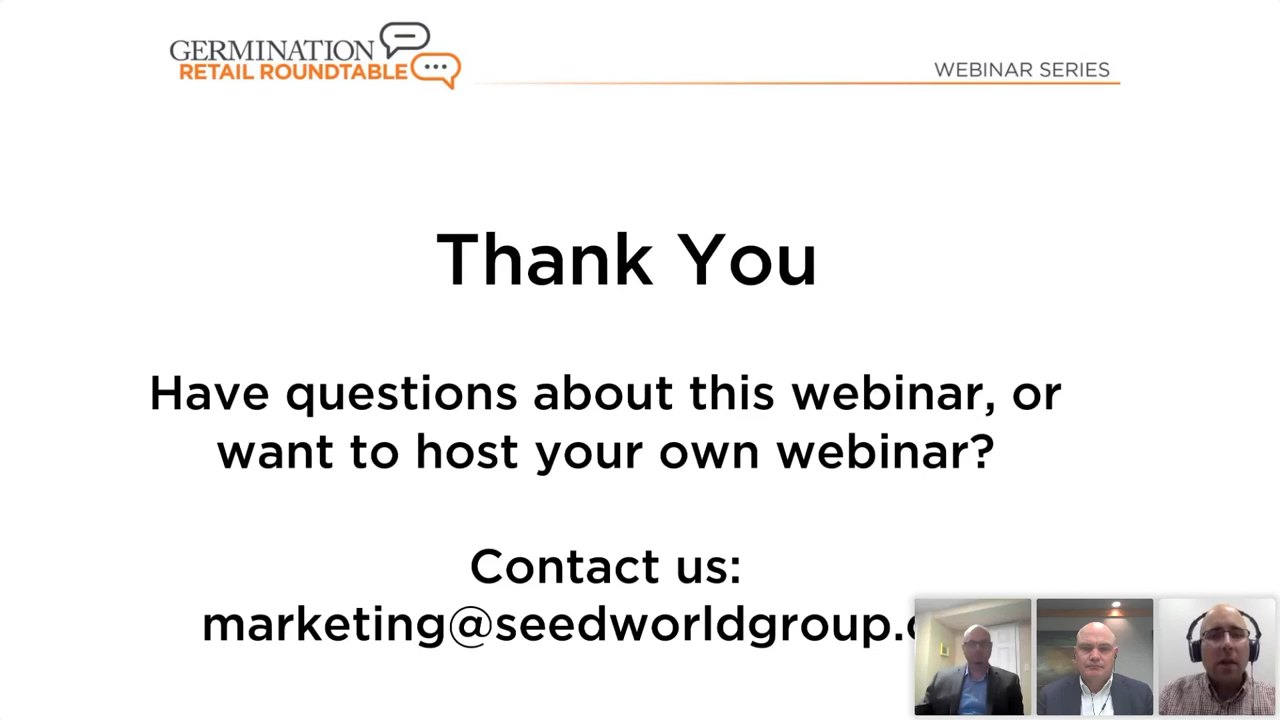 GERMINATION
RETAIL ROUNDTABLE
WEBINAR SERIES
Thank You
Have questions about this webinar, or
want to host your own webinar?
Contact us:
marketing@seedworldgroup.